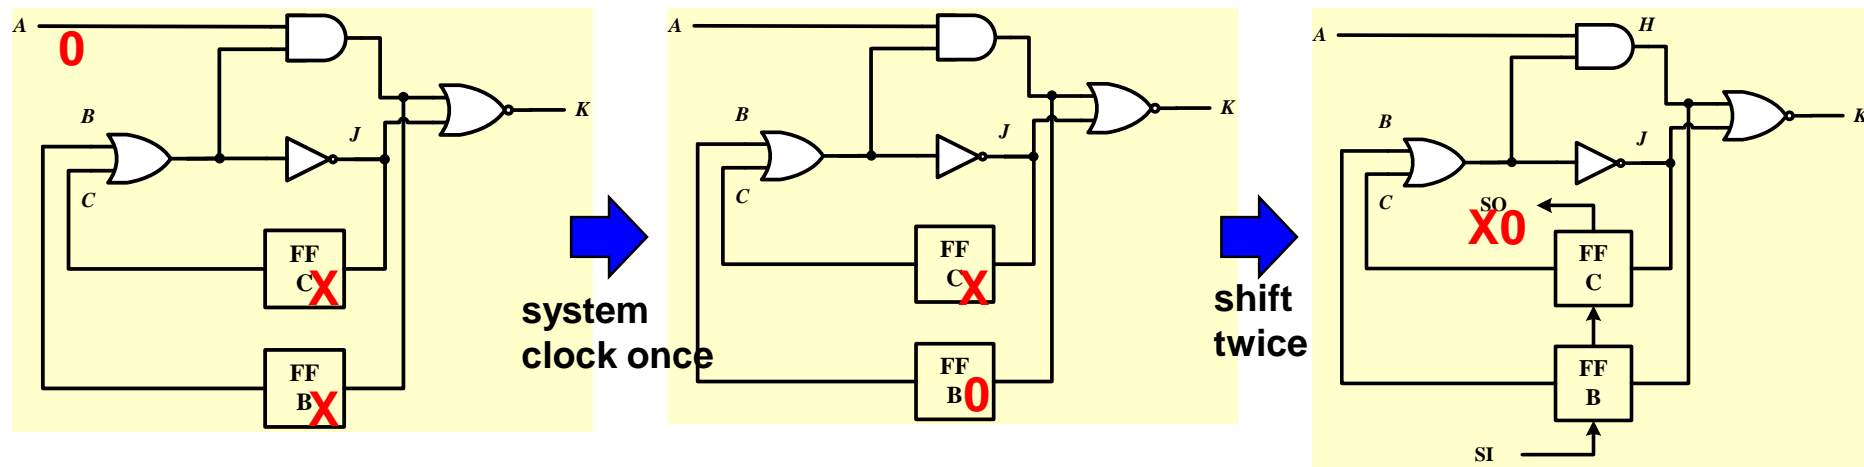 A
0
B
J
K
C
FF
C X
FF
B X
system
clock once
A
B
J
K
C
FF
C X
FF
B 0
shift
twice
A
H
B
J
K
C
SO
X0
FF
C
FF
B
SI